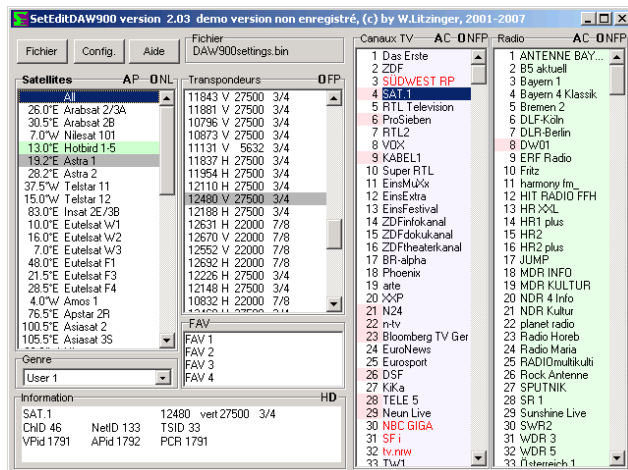 SetEditDAW900 version 2.03 demo version non enregistré, (c) by W.Litzinger, 2001-2007
Fichier Config. Aide
Fichier
DAW900settings.bin
Satellites AP-ONL
All
26.0°E Arabsat 2/3A
30.5°E Arabsat 2B
7.0°W Nilesat 101
13.0°E Hotbird 1-5
19.2°E Astra 1
28.2°E Astra 2
37.5°W Telstar 11
15.0°W Telstar 12
83.0°E Insat 2E/3B
10.0°E Eutelsat W1
16.0°E Eutelsat W2
7.0°E Eutelsat W3
48.0°E Eutelsat F1
21.5°E Eutelsat F3
28.5°E Eutelsat F4
4.0°W Amos 1
76.5°E Apstar 2R
100.5°E Asiasat 2
105.5°E Asiasat 3S
Genre
User 1
Transpondeurs OFP
11843 V 27500 3/4
11881 V 27500 3/4
10796 V 27500 3/4
10873 V 27500 3/4
11131 V 5632 3/4
11837 H 27500 3/4
11954 H 27500 3/4
12110 H 27500 3/4
12480 V 27500 3/4
12188 H 27500 3/4
12631 H 22000 7/8
12670 V 22000 7/8
12552 V 22000 7/8
12692 H 22000 7/8
12226 H 27500 3/4
12148 H 27500 3/4
10832 H 22000 7/8
FAV
FAV 1
FAV 2
FAV 3
FAV 4
Information HD-
SAT.1 12480 vert 27500 3/4
ChID 46 NetID 133 TSID 33
VPid 1791 APid 1792 PCR 1791
Canaux TV AC-ONFP
1 Das Erste
2 ZDF
3 SÜDWEST RP
4 SAT.1
5 RTL Television
6 ProSieben
7 RTL2
8 VOX
9 KABEL1
10 Super RTL
11 EinsMuXx
12 EinsExtra
13 EinsFestival
14 ZDFinfokanal
15 ZDFdokukanal
16 ZDFtheaterkanal
17 BR-alpha
18 Phoenix
19 arte
20 XXP
21 N24
22 n-tv
23 Bloomberg TV Ger
24 EuroNews
25 Eurosport
26 DSF
27 KiKa
28 TELE 5
29 Neun Live
30 NBC GIGA
31 SF i
32 tv.nrw
33 TW1
Radio AC-ONFP
1 ANTENNE BAY...
2 B5 aktuell
3 Bayern 1
4 Bayern 4 Klassik
5 Bremen 2
6 DLF-Köln
7 DLR-Berlin
8 DW01
9 ERF Radio
10 Fritz
11 harmony fm_
12 HIT RADIO FFH
13 HR XXL
14 HR1 plus
15 HR2
16 HR2 plus
17 JUMP
18 MDR INFO
19 MDR KULTUR
20 NDR 4 Info
21 NDR Kultur
22 planet radio
23 Radio Horeb
24 Radio Maria
25 RADIOmultikulti
26 Rock Antenne
27 SPUTNIK
28 SR 1
29 Sunshine Live
30 SWR2
31 WDR 3
32 WDR 5
33 Österreich 1